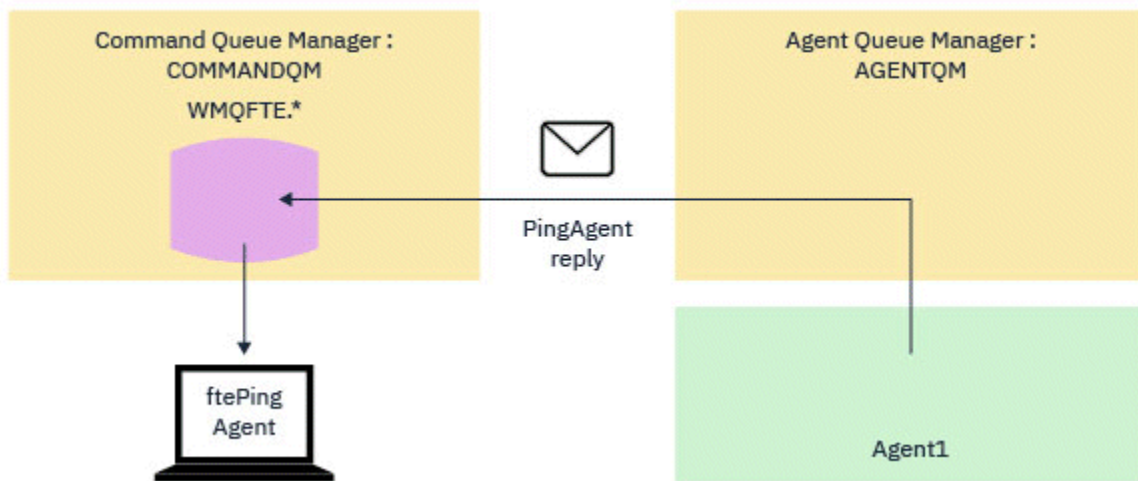 Command Queue Manager :
COMMANDQM
WMQFTE.*
Agent Queue Manager :
AGENTQM
PingAgent
reply
ftePing
Agent
Agent1